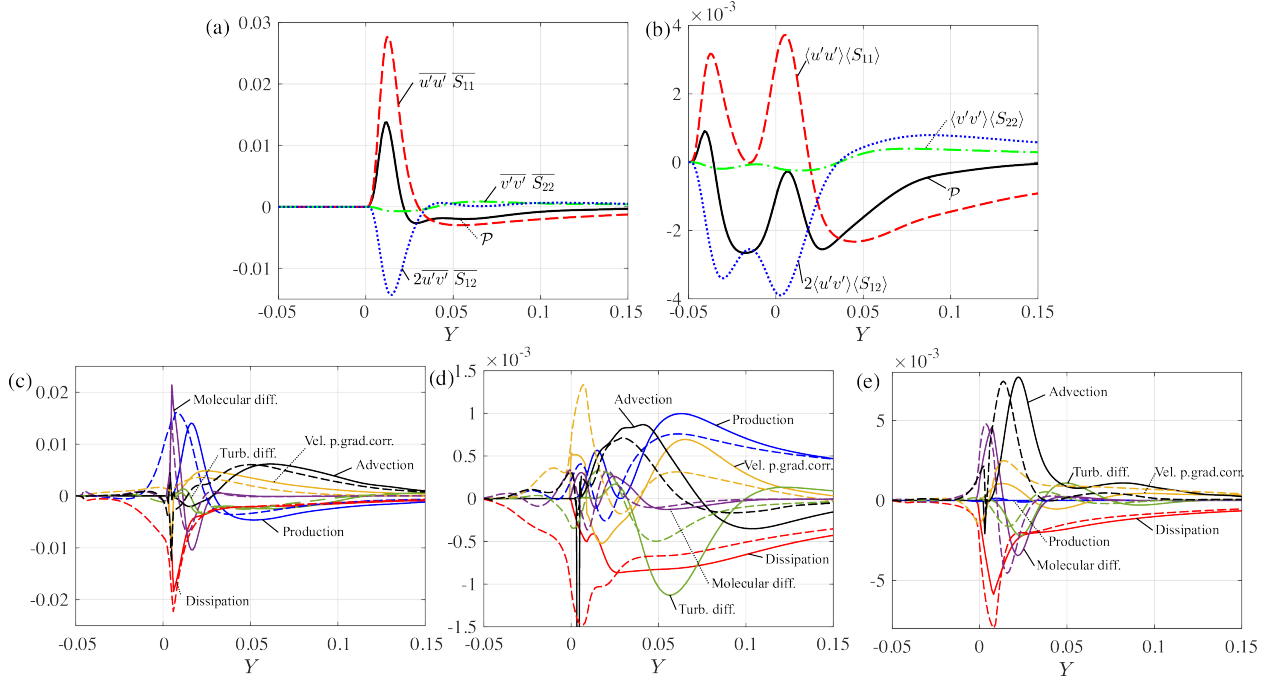 (a)
0.03
0.02
0.01
0
-0.01
-0.05
0
0.05
0.1
0.15
Y
u′u′ S₁₁
v′v′ S₂₂
𝒫
2u′v′ S₁₂
(b)
×10⁻³
4
2
0
-2
-4
-0.05
0
0.05
0.1
0.15
Y
⟨u′u′⟩⟨S₁₁⟩
⟨v′v′⟩⟨S₂₂⟩
𝒫
2⟨u′v′⟩⟨S₁₂⟩
(c)
0.02
0.01
0
-0.01
-0.02
-0.05
0
0.05
0.1
0.15
Y
Molecular diff.
Vel. p.grad.corr.
Turb. diff.
Advection
Production
Dissipation
(d)
×10⁻³
1.5
1
0.5
0
-0.5
-1
-1.5
-0.05
0
0.05
0.1
0.15
Y
Advection
Production
Vel. p.grad.corr.
Dissipation
Molecular diff.
Turb. diff.
(e)
×10⁻³
5
0
-5
-0.05
0
0.05
0.1
0.15
Y
Advection
Turb. diff.
Vel. p.grad.corr.
Dissipation
Production
Molecular diff.